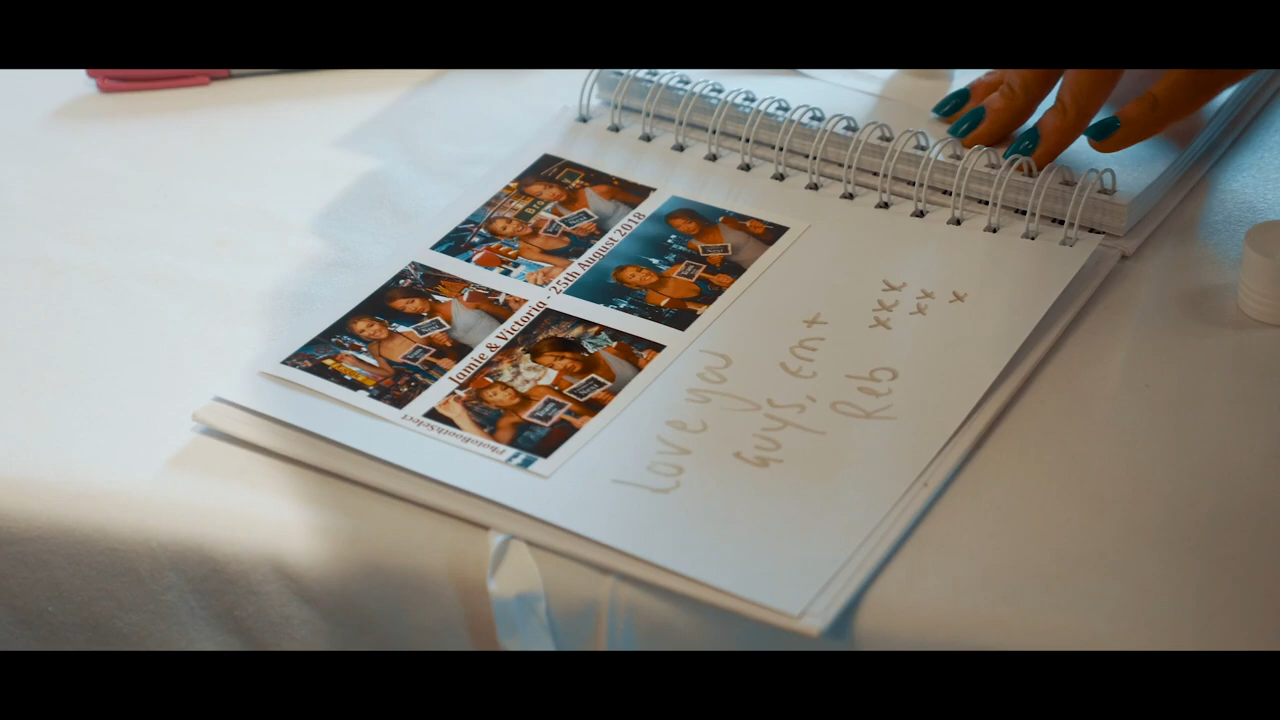 Jamie & Victoria - 25th August 2018
PhotoBoothSelect
Love you
guys, Em +
Reb xxx
xx
x